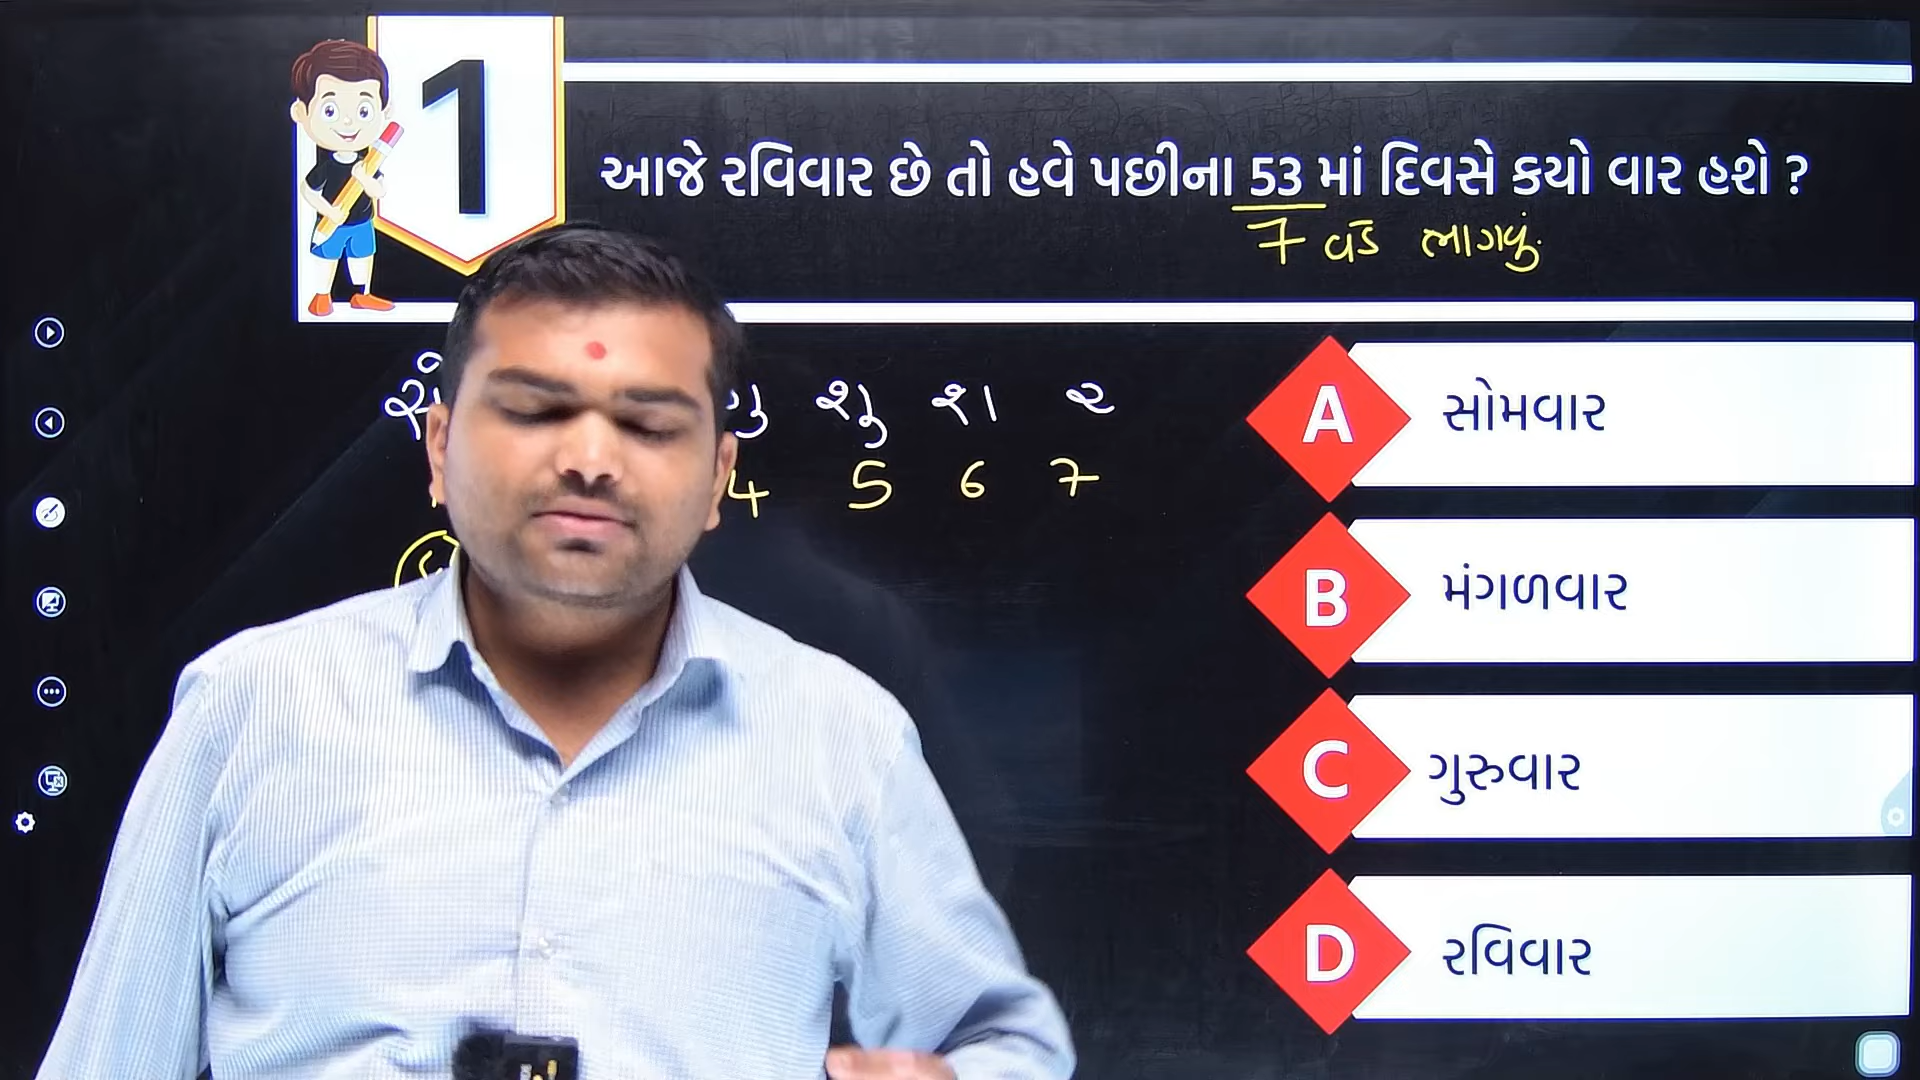 1
આજે રવિવાર છે તો હવે પછીના 53 માં દિવસે કયો વાર હશે ?
7 વડે ભાગવું.
ગુ શુ શ ર
4 5 6 7
A સોમવાર
B મંગળવાર
C ગુરુવાર
D રવિવાર